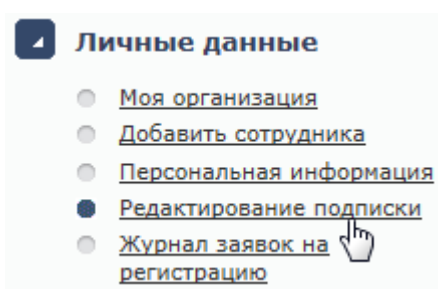 Личные данные
Моя организация
Добавить сотрудника
Персональная информация
Редактирование подписки
Журнал заявок на
регистрацию